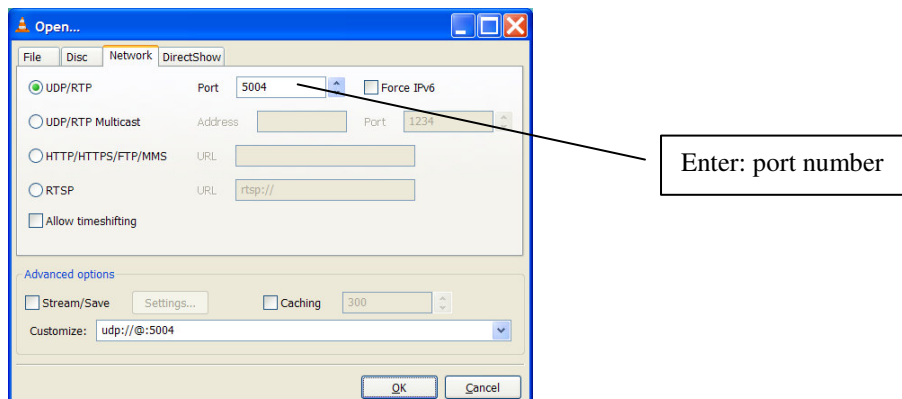 Open...
File Disc Network DirectShow
UDP/RTP Port 5004 Force IPv6
UDP/RTP Multicast Address Port 1234
HTTP/HTTPS/FTP/MMS URL
RTSP URL rtsp://
Allow timeshifting
Enter: port number
Advanced options
Stream/Save Settings... Caching 300
Customize: udp://@:5004
OK Cancel